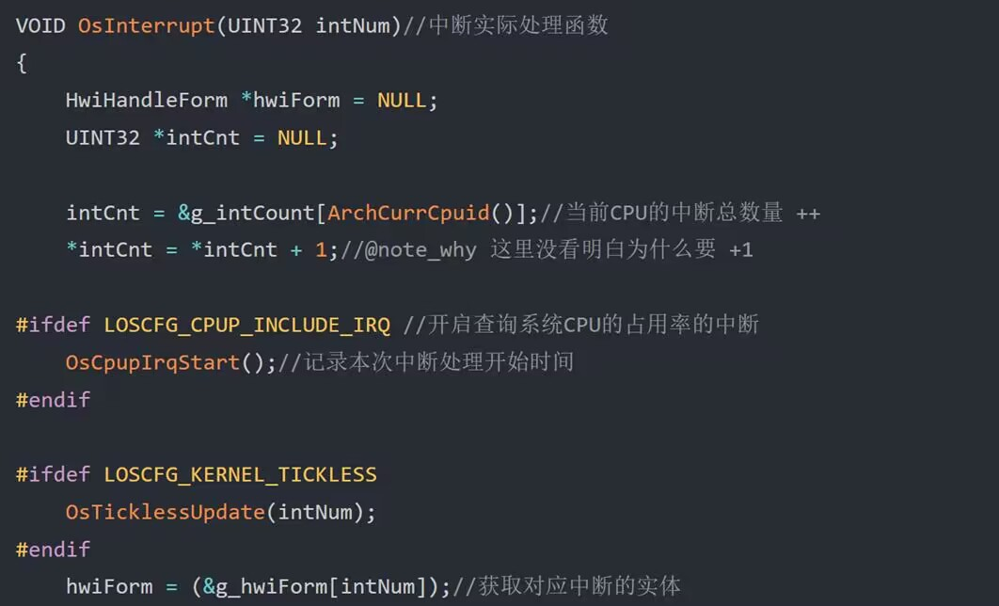 VOID OsInterrupt(UINT32 intNum)//中断实际处理函数
{
    HwiHandleForm *hwiForm = NULL;
    UINT32 *intCnt = NULL;

    intCnt = &g_intCount[ArchCurrCpuid()];//当前CPU的中断总数量 ++
    *intCnt = *intCnt + 1;//@note_why 这里没看明白为什么要 +1

#ifdef LOSCFG_CPUP_INCLUDE_IRQ //开启查询系统CPU的占用率的中断
    OsCpupIrqStart();//记录本次中断处理开始时间
#endif

#ifdef LOSCFG_KERNEL_TICKLESS
    OsTicklessUpdate(intNum);
#endif
    hwiForm = (&g_hwiForm[intNum]);//获取对应中断的实体